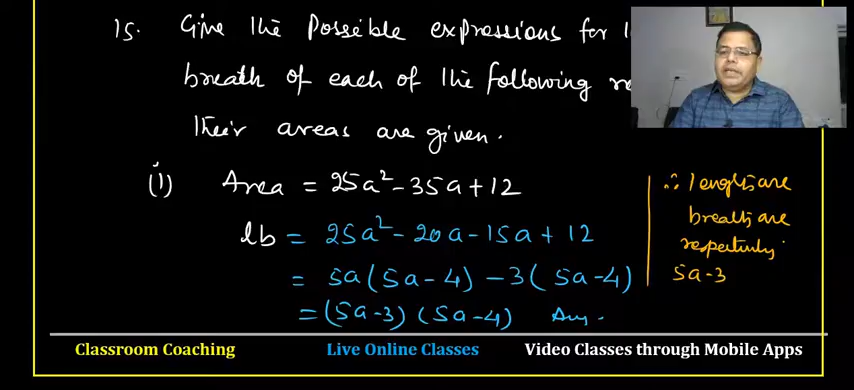 15. Give the possible expressions for
breath of each of the following
their areas are given.
(i) Area = 25a² - 35a + 12
lb = 25a² - 20a - 15a + 12
= 5a (5a - 4) - 3 (5a - 4)
= (5a - 3) (5a - 4) Ans.
∴ lengths are
breaths are
respectively
5a - 3
Classroom Coaching Live Online Classes Video Classes through Mobile Apps